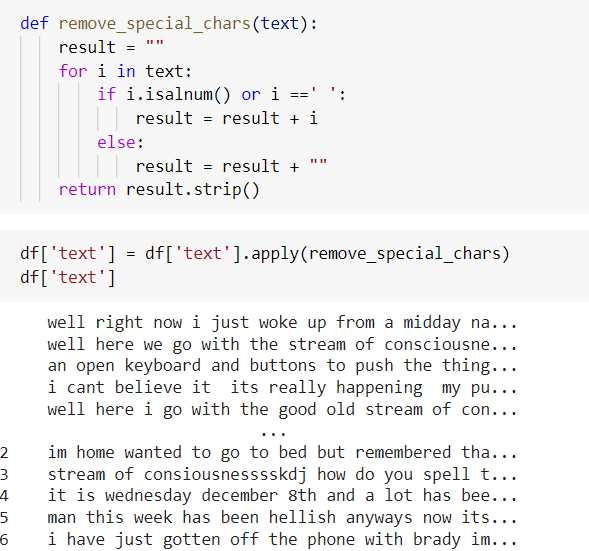 def remove_special_chars(text):
    result = ""
    for i in text:
        if i.isalnum() or i ==' ':
            result = result + i
        else:
            result = result + ""
    return result.strip()
df['text'] = df['text'].apply(remove_special_chars)
df['text']
well right now i just woke up from a midday na...
well here we go with the stream of consciousne...
an open keyboard and buttons to push the thing...
i cant believe it  its really happening  my pu...
well here i go with the good old stream of con...
...
2 im home wanted to go to bed but remembered tha...
3 stream of consiousnesssskdj how do you spell t...
4 it is wednesday december 8th and a lot has bee...
5 man this week has been hellish anyways now its...
6 i have just gotten off the phone with brady im...